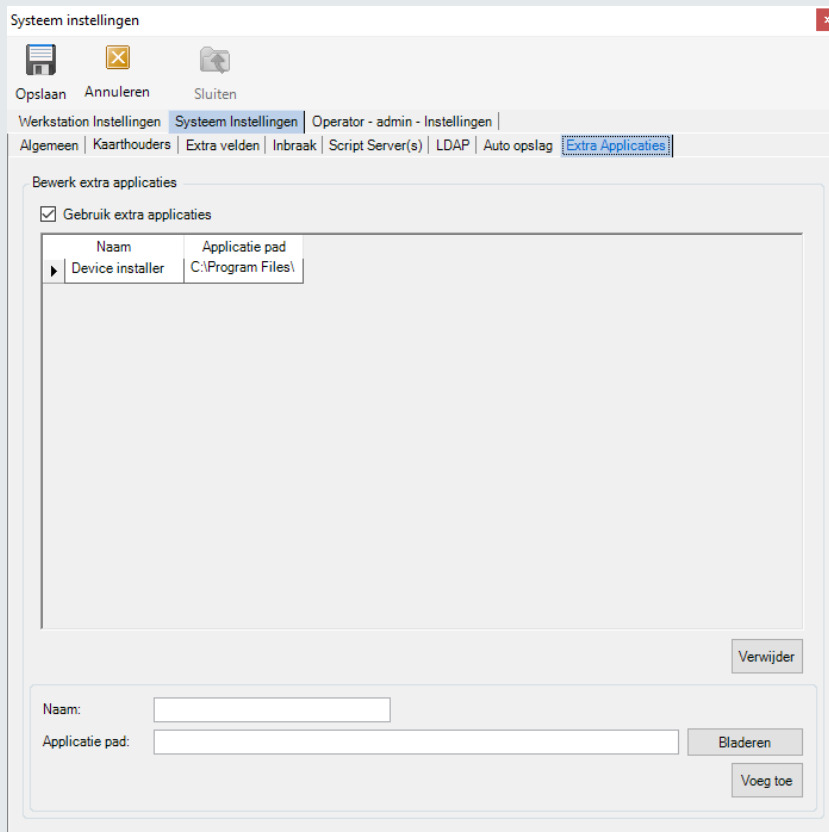 Systeem instellingen
Opslaan Annuleren Sluiten
Werkstation Instellingen Systeem Instellingen Operator - admin - Instellingen
Algemeen Kaarthouders Extra velden Inbraak Script Server(s) LDAP Auto opslag Extra Applicaties
Bewerk extra applicaties
Gebruik extra applicaties
Naam Applicatie pad
Device installer C:\Program Files\
Verwijder
Naam:
Applicatie pad: Bladeren
Voeg toe